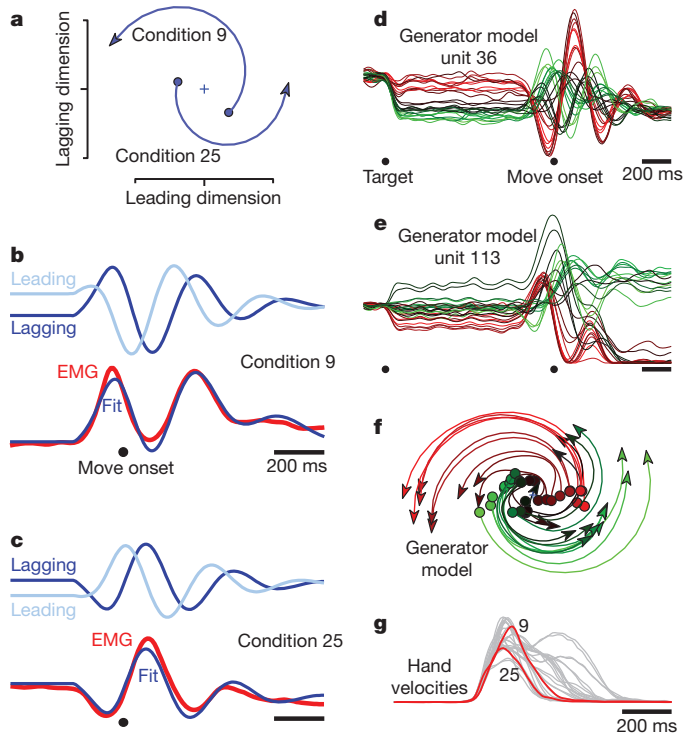 a
Condition 9
Lagging dimension
Condition 25
Leading dimension
b
Leading
Lagging
Condition 9
EMG
Fit
Move onset
200 ms
c
Lagging
Leading
EMG
Condition 25
Fit
d
Generator model
unit 36
Target
Move onset
200 ms
e
Generator model
unit 113
f
Generator
model
g
9
Hand
velocities
25
200 ms